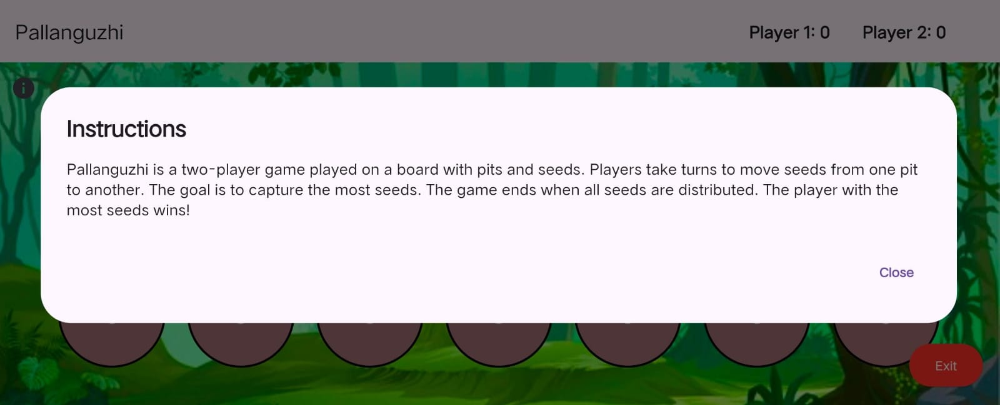 Pallanguzhi
Player 1: 0
Player 2: 0
Instructions
Pallanguzhi is a two-player game played on a board with pits and seeds. Players take turns to move seeds from one pit
to another. The goal is to capture the most seeds. The game ends when all seeds are distributed. The player with the
most seeds wins!
Close
Exit